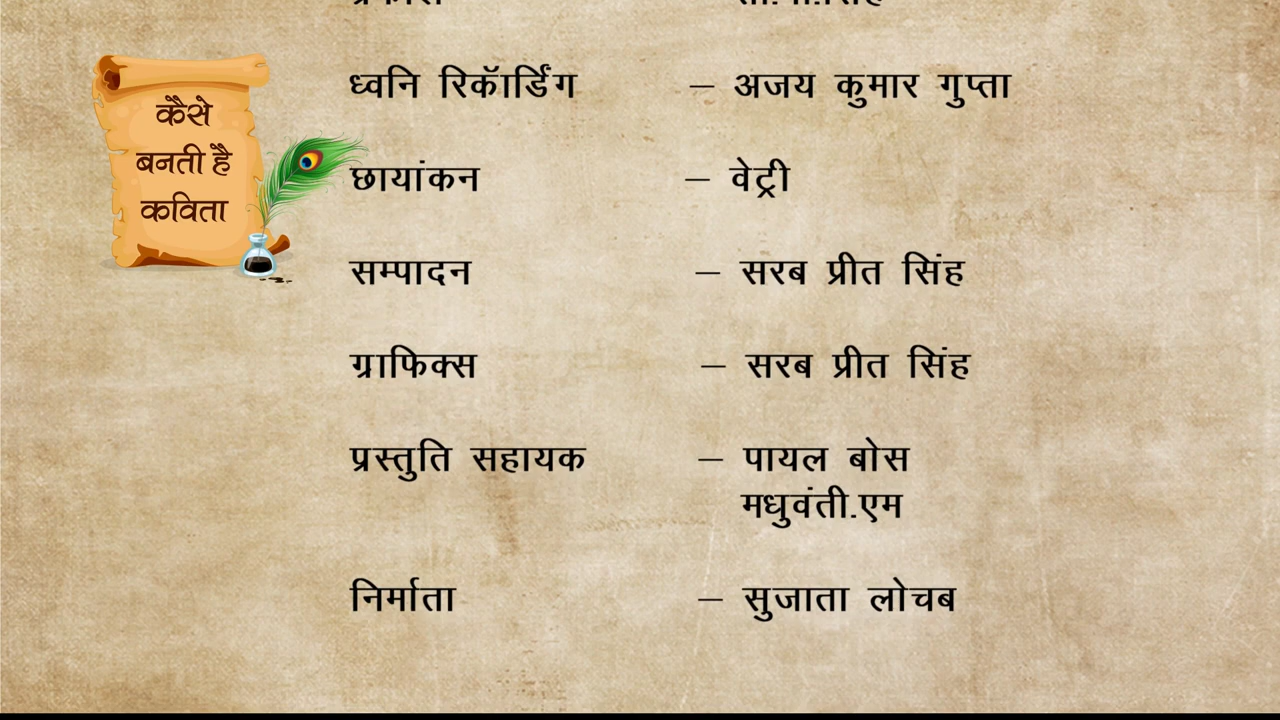 कैसे
बनती है
कविता
ध्वनि रिकॅार्डिंग – अजय कुमार गुप्ता
छायांकन – वेट्री
सम्पादन – सरब प्रीत सिंह
ग्राफिक्स – सरब प्रीत सिंह
प्रस्तुति सहायक – पायल बोस
मधुवंती.एम
निर्माता – सुजाता लोचब